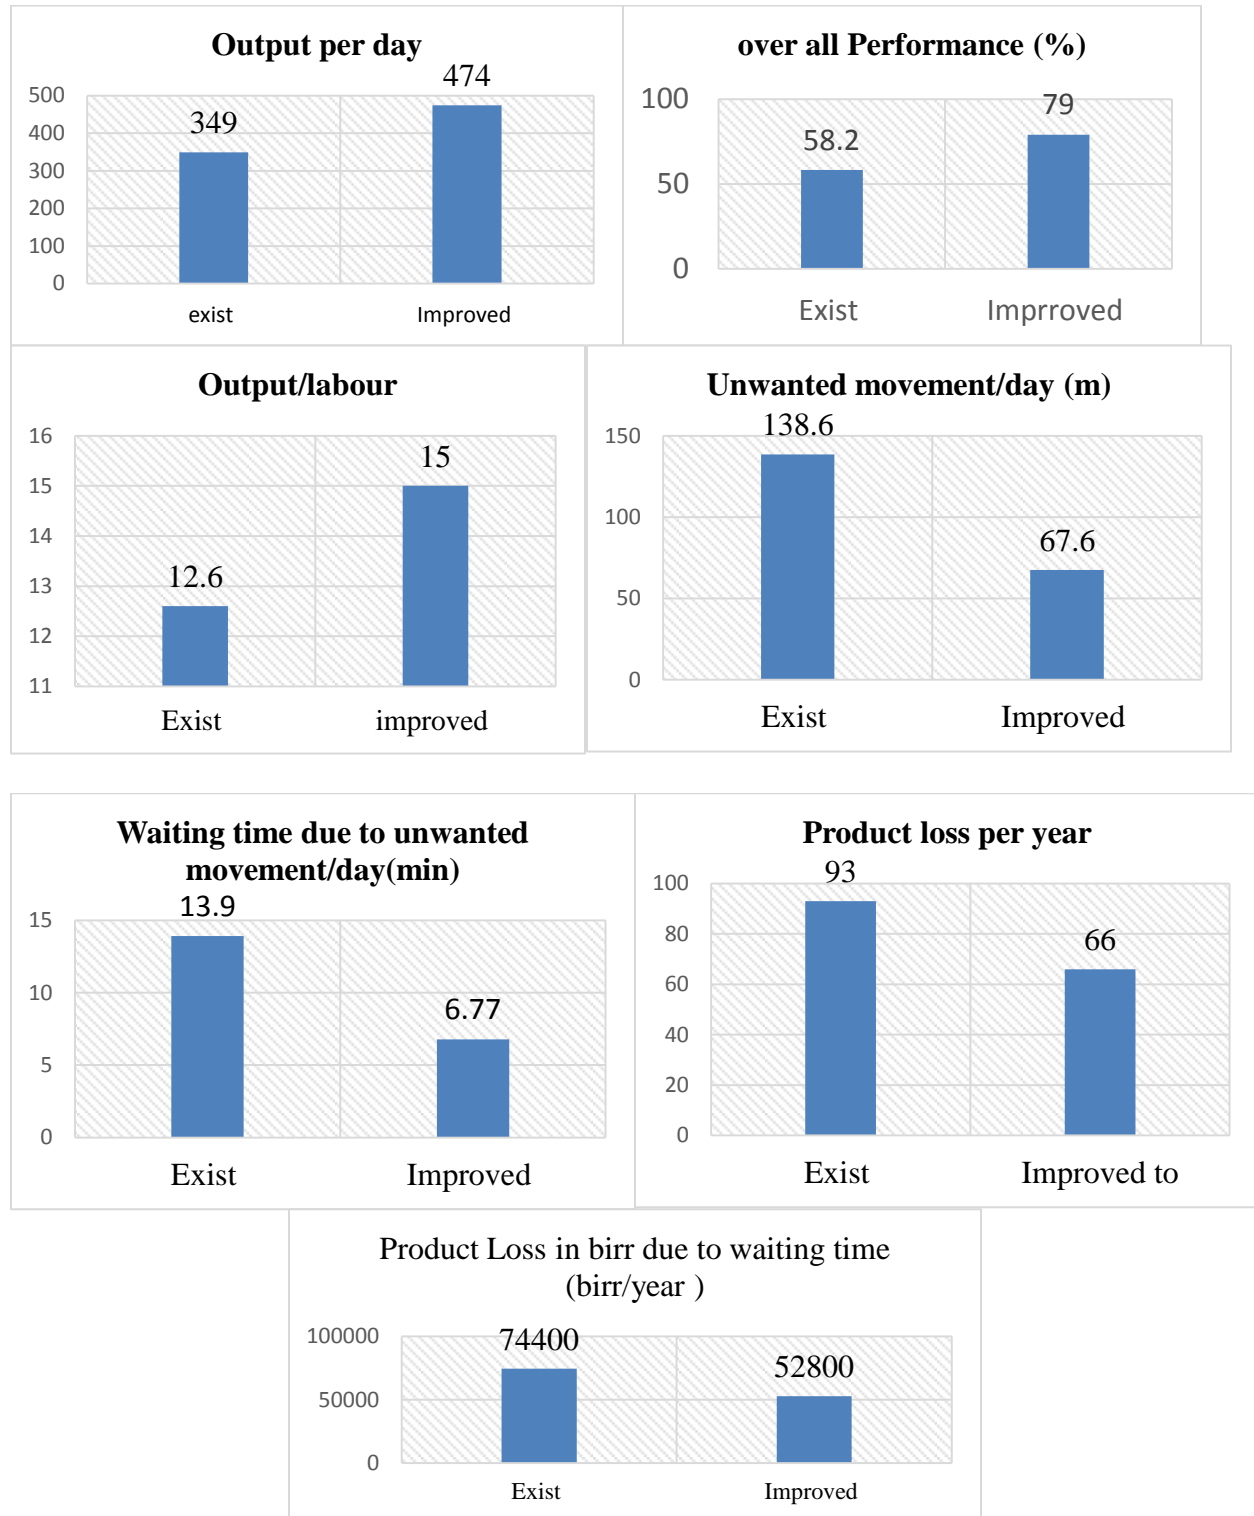 Output per day
474
349
500
400
300
200
100
0
exist Improved
over all Performance (%)
79
58.2
100
50
0
Exist Imprroved
Output/labour
15
12.6
16
15
14
13
12
11
Exist improved
Unwanted movement/day (m)
138.6
67.6
150
100
50
0
Exist Improved
Waiting time due to unwanted
movement/day(min)
13.9
6.77
15
10
5
0
Exist Improved
Product loss per year
93
66
100
80
60
40
20
0
Exist Improved to
Product Loss in birr due to waiting time
(birr/year )
74400
52800
100000
50000
0
Exist Improved